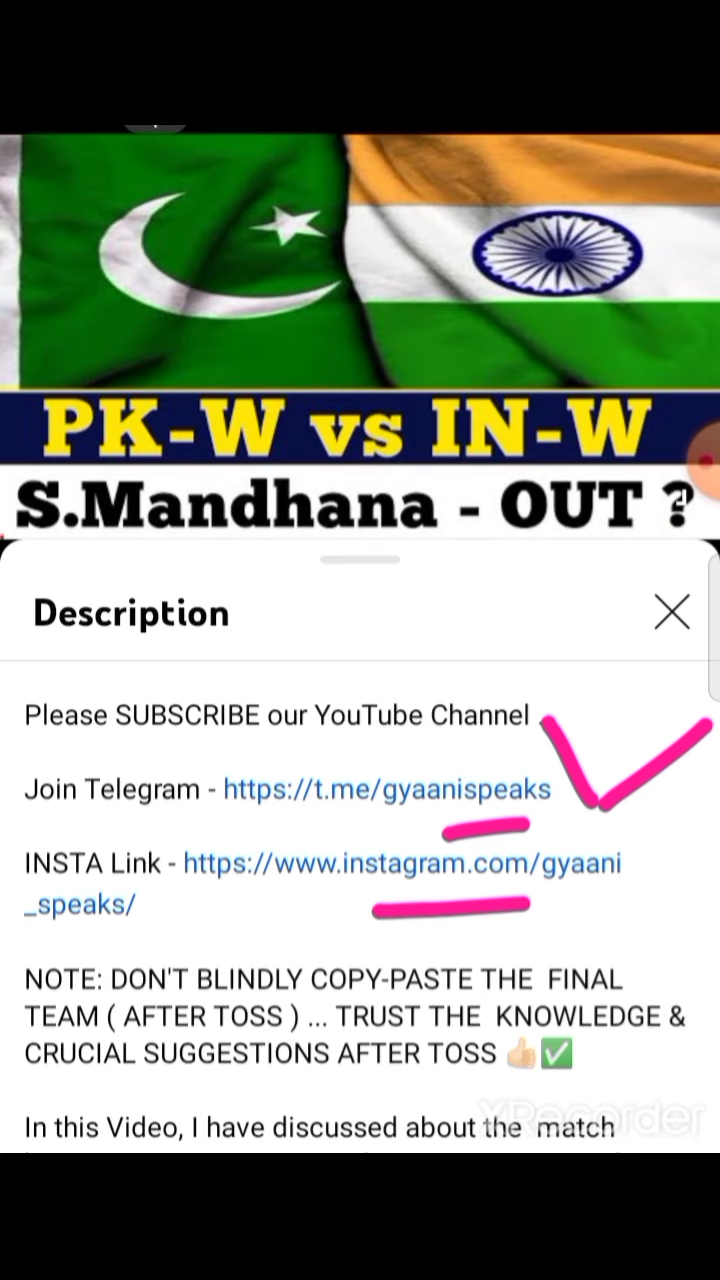 PK-W vs IN-W
S.Mandhana - OUT ?
Description
Please SUBSCRIBE our YouTube Channel .
Join Telegram - https://t.me/gyaanispeaks
INSTA Link - https://www.instagram.com/gyaani
_speaks/
NOTE: DON'T BLINDLY COPY-PASTE THE FINAL
TEAM ( AFTER TOSS ) ... TRUST THE KNOWLEDGE &
CRUCIAL SUGGESTIONS AFTER TOSS 👍🏻✅
In this Video, I have discussed about the match
XRecorder